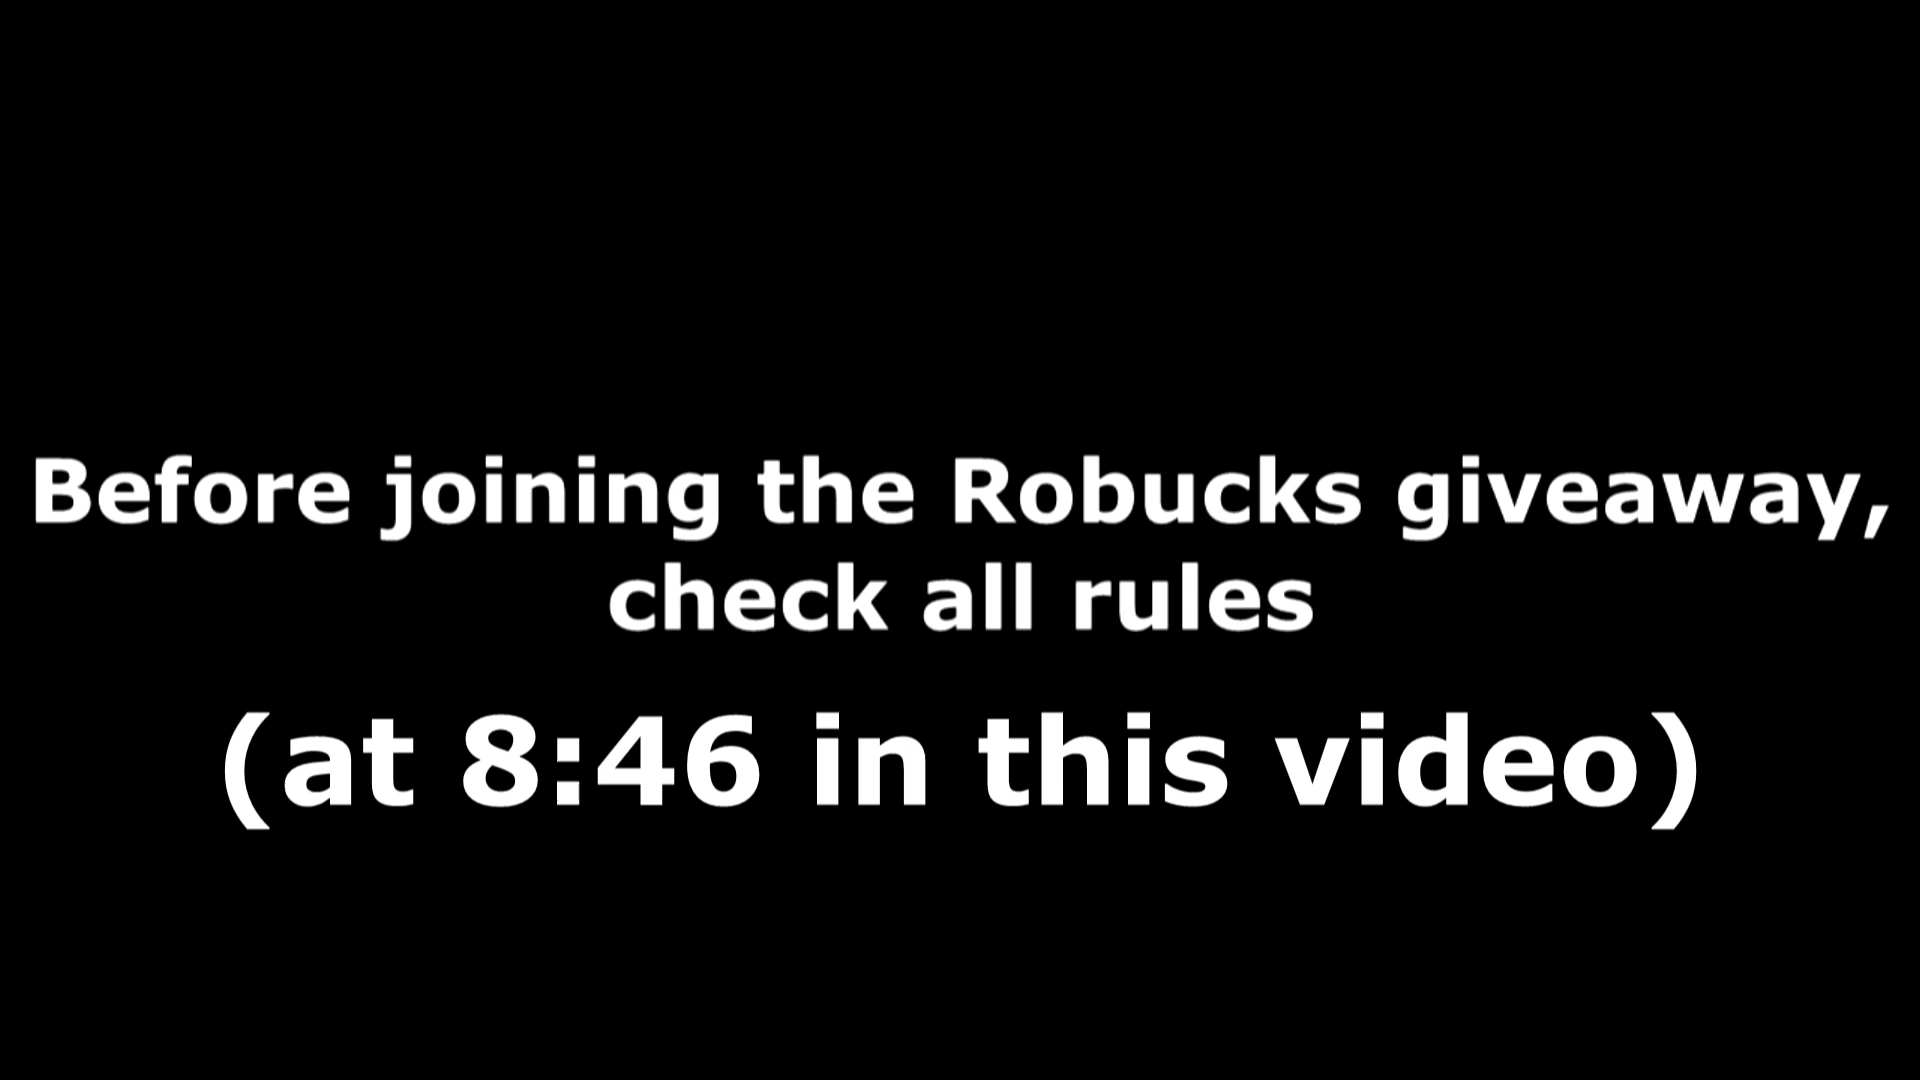 Before joining the Robucks giveaway,
check all rules
(at 8:46 in this video)